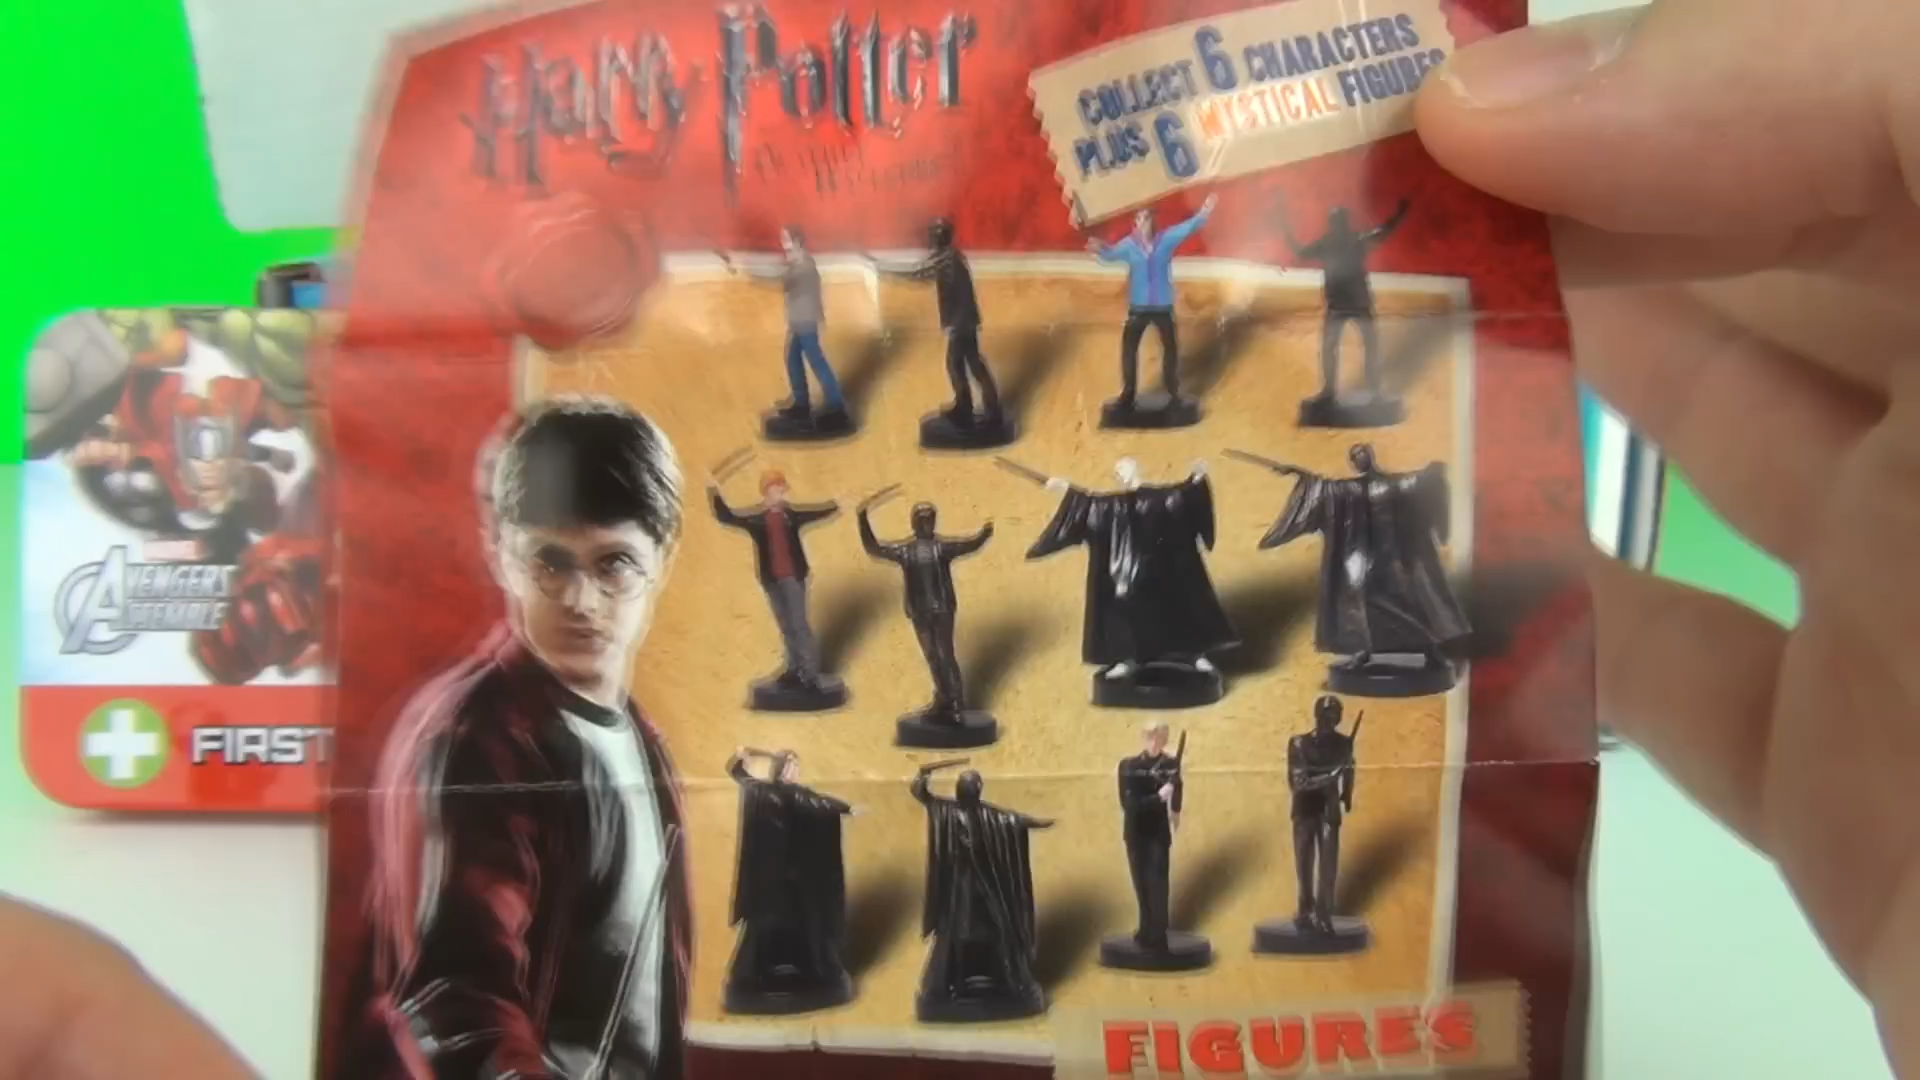 Harry Potter
COLLECT 6 CHARACTERS
PLUS 6 MYSTICAL FIGURES
AVENGERS
ASSEMBLE
FIRST
FIGURES